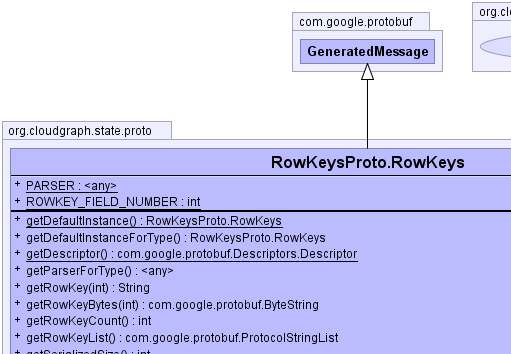 com.google.protobuf
org.cl
GeneratedMessage
org.cloudgraph.state.proto
RowKeysProto.RowKeys
+ PARSER : <any>
+ ROWKEY_FIELD_NUMBER : int
+ getDefaultInstance() : RowKeysProto.RowKeys
+ getDefaultInstanceForType() : RowKeysProto.RowKeys
+ getDescriptor() : com.google.protobuf.Descriptors.Descriptor
+ getParserForType() : <any>
+ getRowKey(int) : String
+ getRowKeyBytes(int) : com.google.protobuf.ByteString
+ getRowKeyCount() : int
+ getRowKeyList() : com.google.protobuf.ProtocolStringList
+ getSerializedSize() : int